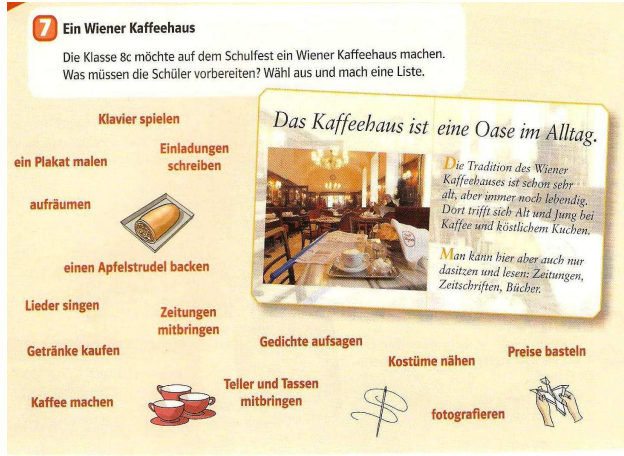 7 Ein Wiener Kaffeehaus
Die Klasse 8c möchte auf dem Schulfest ein Wiener Kaffeehaus machen.
Was müssen die Schüler vorbereiten? Wähl aus und mach eine Liste.
Klavier spielen
ein Plakat malen
Einladungen
schreiben
aufräumen
einen Apfelstrudel backen
Das Kaffeehaus ist eine Oase im Alltag.
Die Tradition des Wiener
Kaffeehauses ist schon sehr
alt, aber immer noch lebendig.
Dort trifft sich Alt und Jung bei
Kaffee und köstlichem Kuchen.
Man kann hier aber auch nur
dasitzen und lesen: Zeitungen,
Zeitschriften, Bücher.
Lieder singen
Zeitungen
mitbringen
Getränke kaufen
Gedichte aufsagen
Kostüme nähen
Preise basteln
Kaffee machen
Teller und Tassen
mitbringen
fotografieren